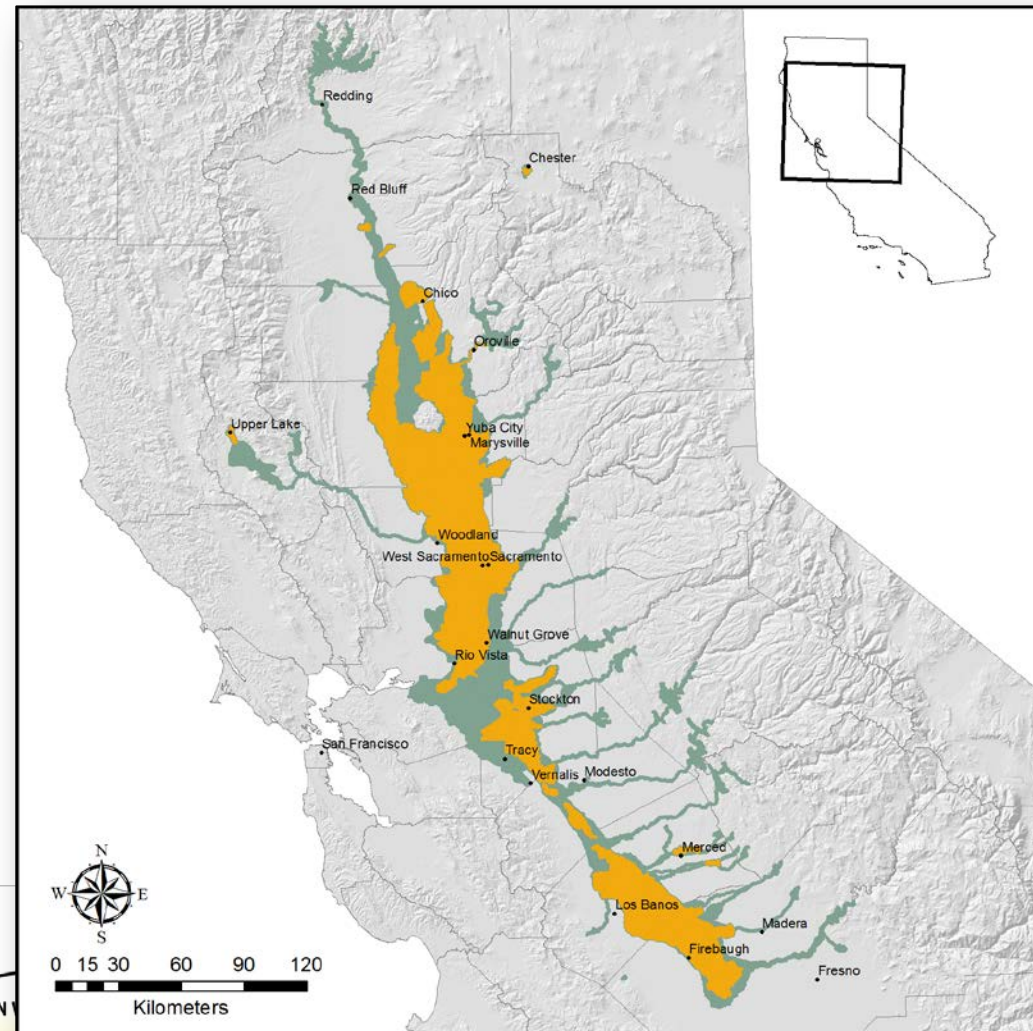 Redding
Chester
Red Bluff
Chico
Oroville
Upper Lake
Yuba City
Marysville
Woodland
West Sacramento Sacramento
Walnut Grove
Rio Vista
Stockton
San Francisco
Tracy
Vernalis Modesto
Merced
Los Banos
Madera
Firebaugh
Fresno
N
W E
S
0 15 30 60 90 120
Kilometers